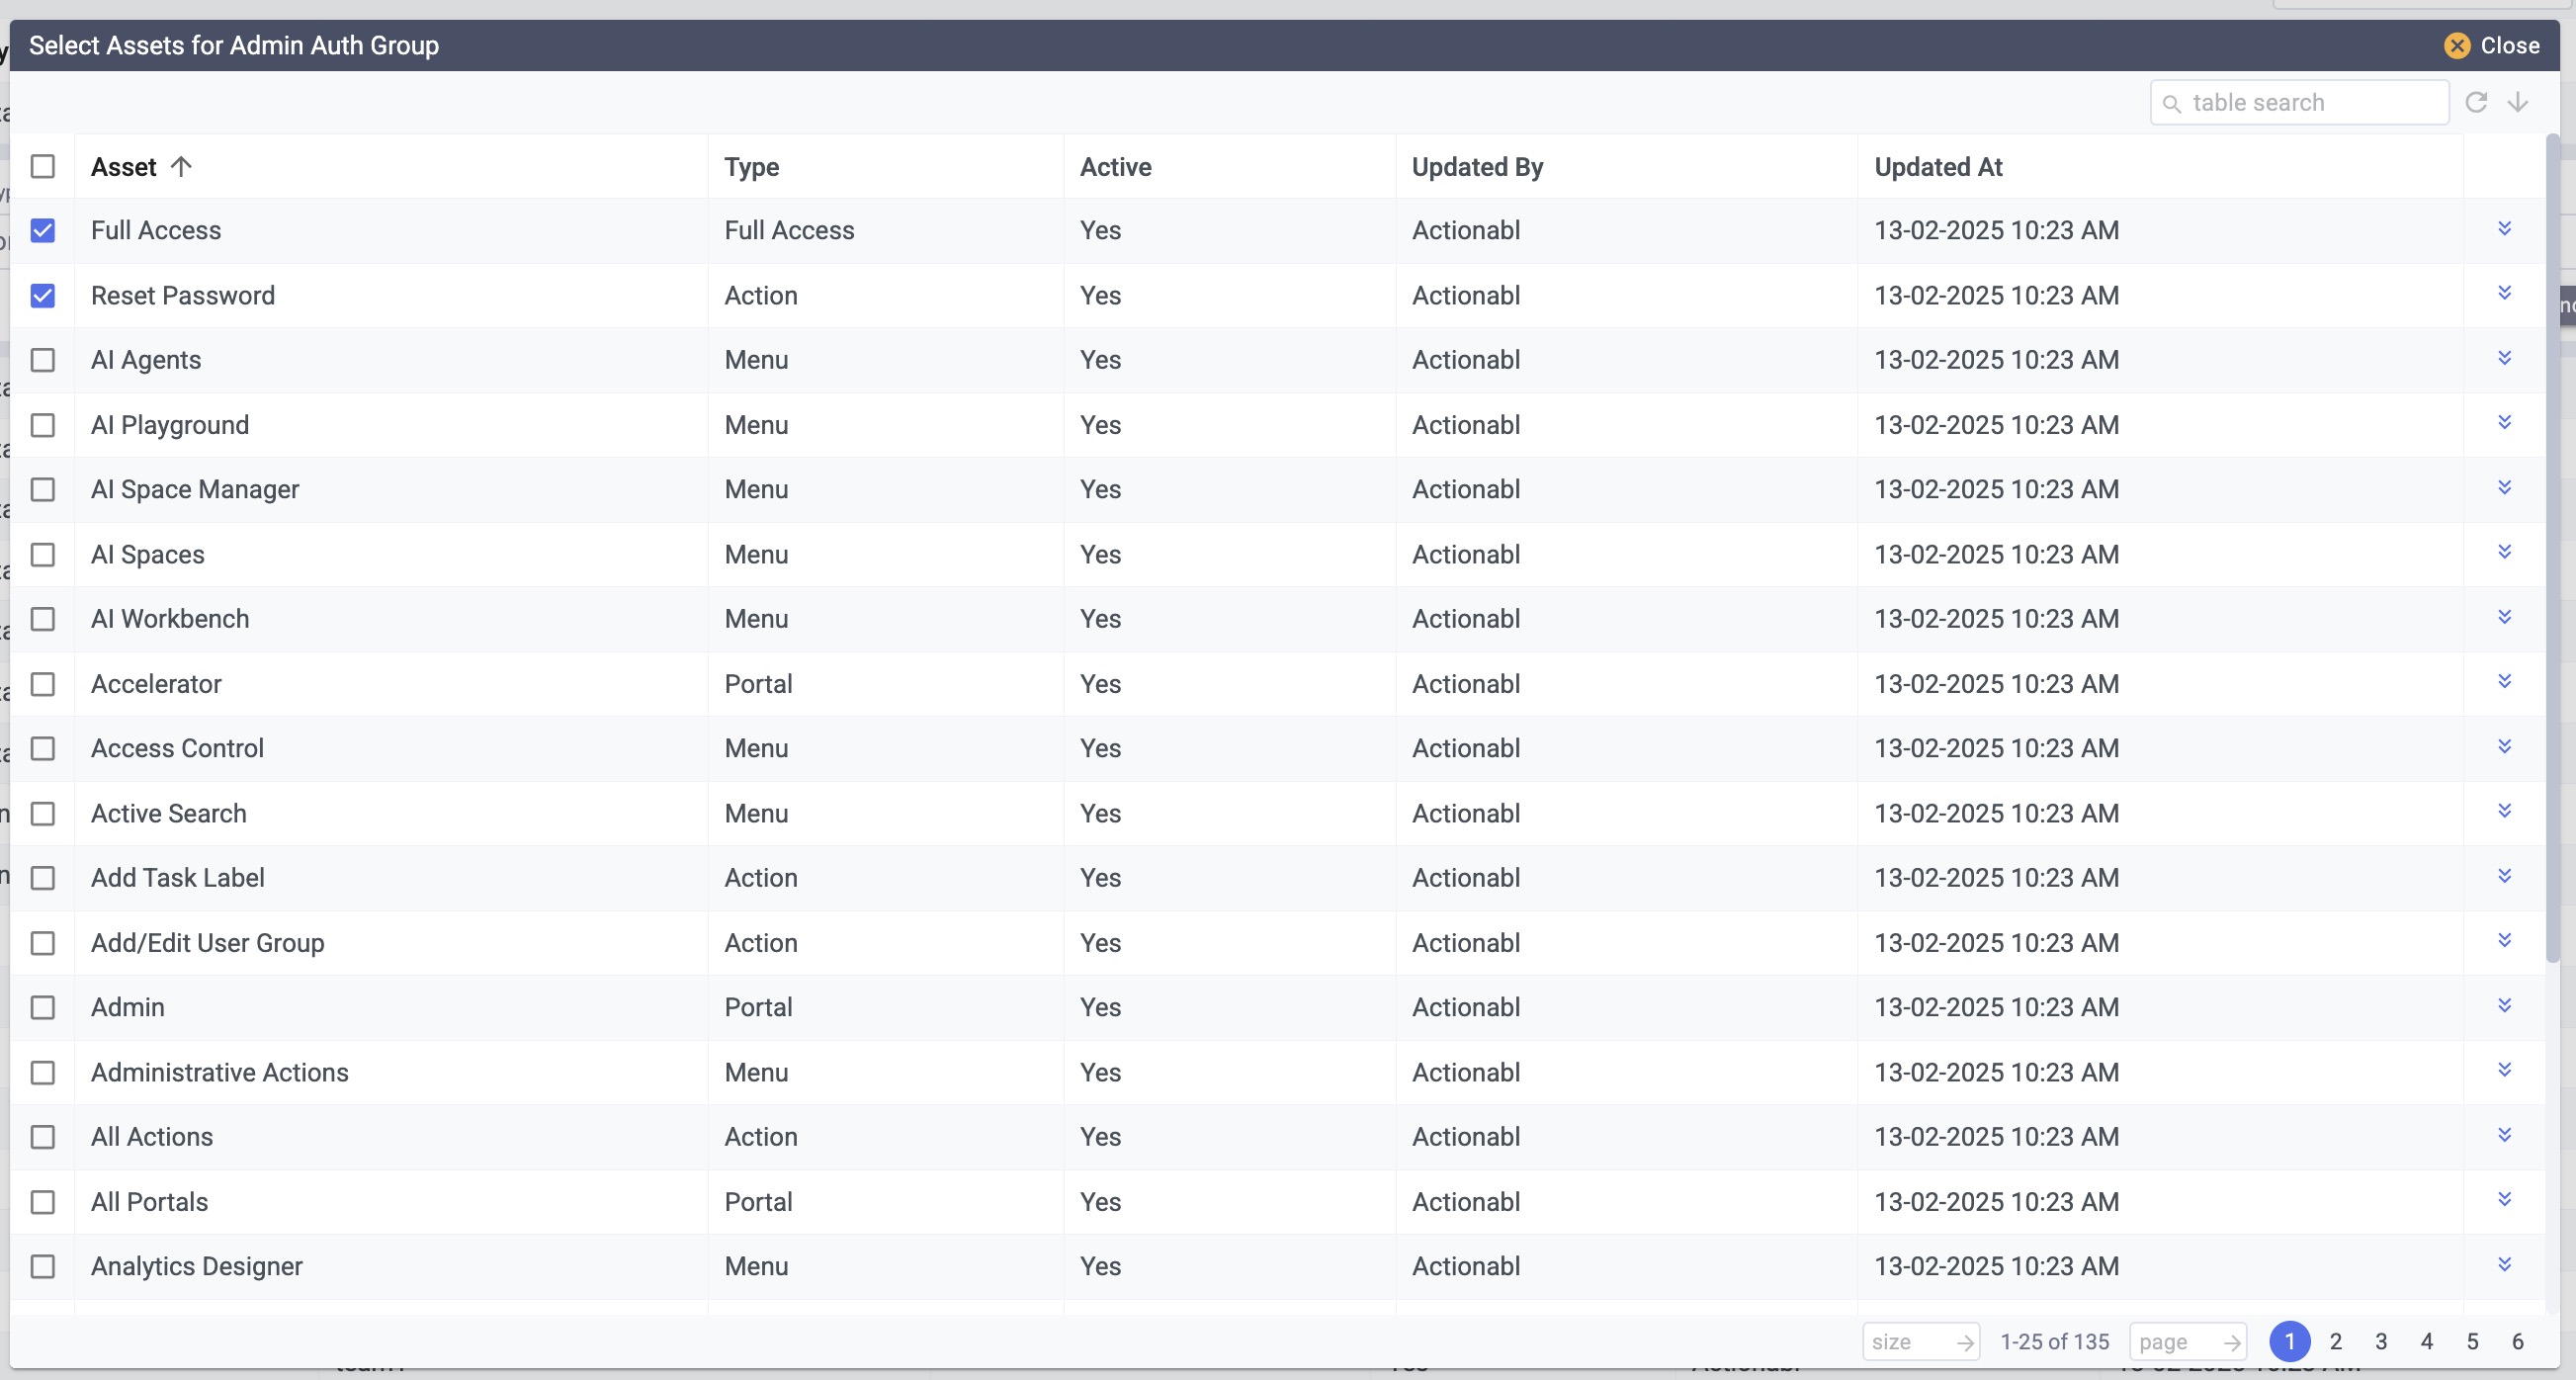 Select Assets for Admin Auth Group Close
table search
Asset Type Active Updated By Updated At
Full Access Full Access Yes Actionabl 13-02-2025 10:23 AM
Reset Password Action Yes Actionabl 13-02-2025 10:23 AM
AI Agents Menu Yes Actionabl 13-02-2025 10:23 AM
AI Playground Menu Yes Actionabl 13-02-2025 10:23 AM
AI Space Manager Menu Yes Actionabl 13-02-2025 10:23 AM
AI Spaces Menu Yes Actionabl 13-02-2025 10:23 AM
AI Workbench Menu Yes Actionabl 13-02-2025 10:23 AM
Accelerator Portal Yes Actionabl 13-02-2025 10:23 AM
Access Control Menu Yes Actionabl 13-02-2025 10:23 AM
Active Search Menu Yes Actionabl 13-02-2025 10:23 AM
Add Task Label Action Yes Actionabl 13-02-2025 10:23 AM
Add/Edit User Group Action Yes Actionabl 13-02-2025 10:23 AM
Admin Portal Yes Actionabl 13-02-2025 10:23 AM
Administrative Actions Menu Yes Actionabl 13-02-2025 10:23 AM
All Actions Action Yes Actionabl 13-02-2025 10:23 AM
All Portals Portal Yes Actionabl 13-02-2025 10:23 AM
Analytics Designer Menu Yes Actionabl 13-02-2025 10:23 AM
size 1-25 of 135 page 1 2 3 4 5 6